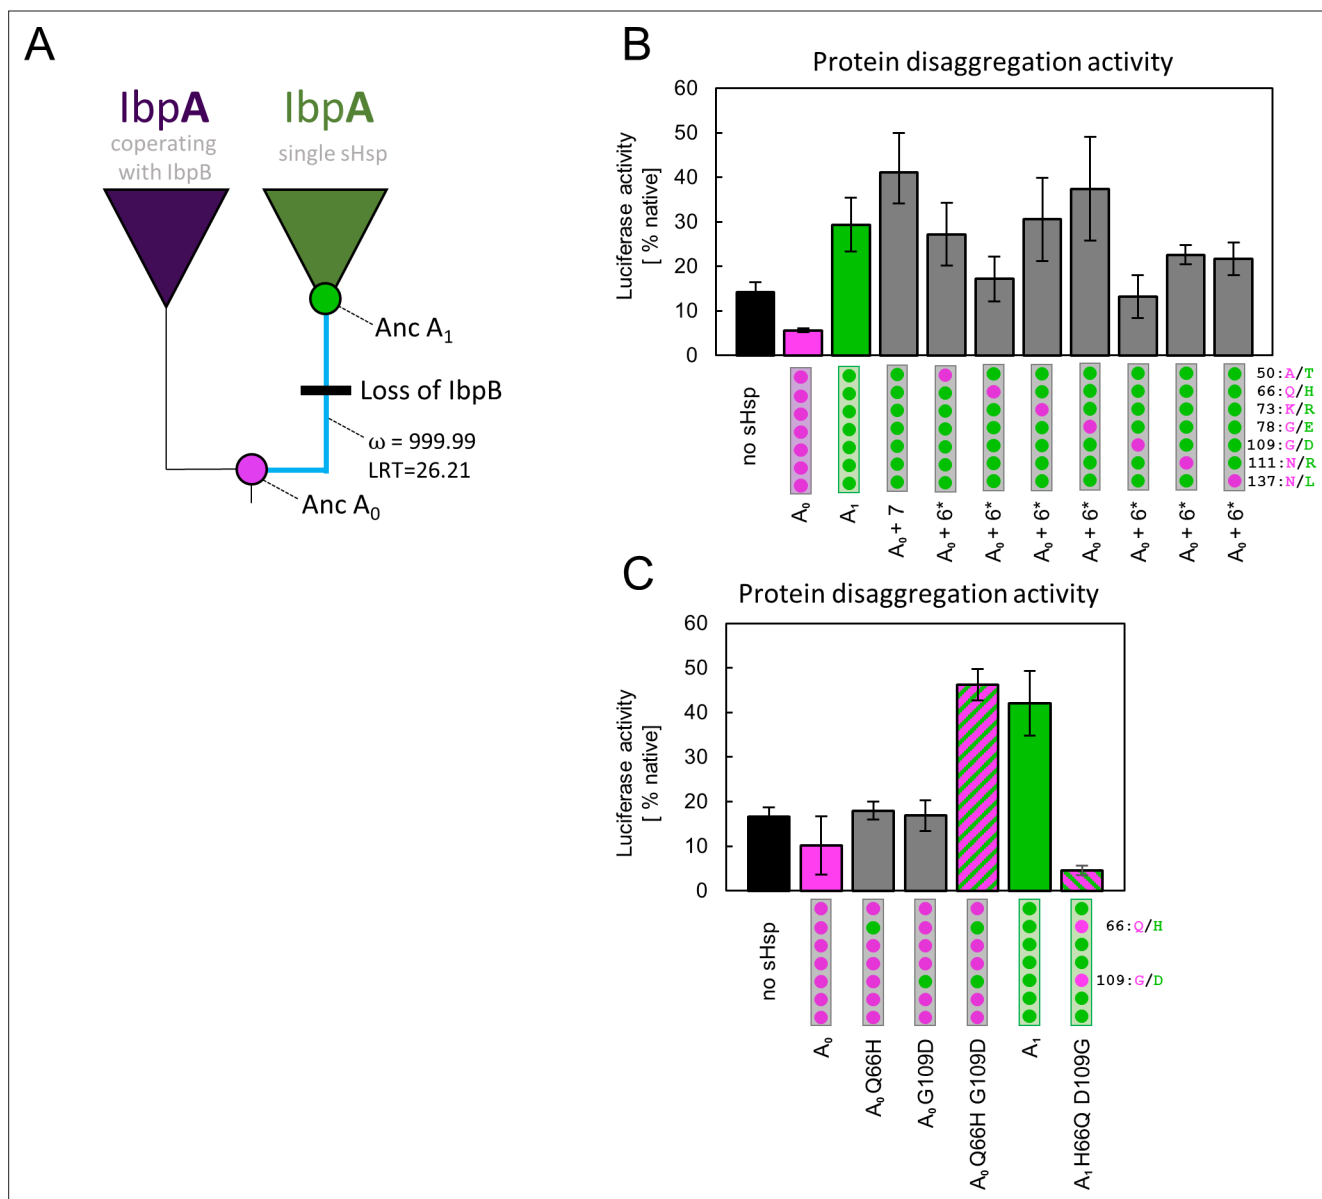 A
IbpA
coperating
with IbpB
IbpA
single sHsp
Anc A₁
Loss of IbpB
ω = 999.99
LRT=26.21
Anc A₀
B
Protein disaggregation activity
Luciferase activity
[ % native]
60
50
40
30
20
10
0
50:A/T
66:Q/H
73:K/R
78:G/E
109:G/D
111:N/R
137:N/L
no sHsp
A₀
A₁
A₀ + 7
A₀ + 6*
A₀ + 6*
A₀ + 6*
A₀ + 6*
A₀ + 6*
A₀ + 6*
A₀ + 6*
C
Protein disaggregation activity
Luciferase activity
[ % native]
60
50
40
30
20
10
0
66:Q/H
109:G/D
no sHsp
A₀
A₀ Q66H
A₀ G109D
A₀ Q66H G109D
A₁
A₁ H66Q D109G